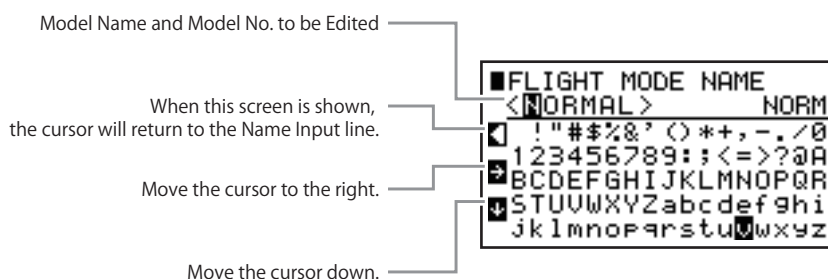 Model Name and Model No. to be Edited
When this screen is shown,
the cursor will return to the Name Input line.
Move the cursor to the right.
Move the cursor down.
■FLIGHT MODE NAME
<NORMAL> NORM
!"#$%&'()*+,-./0
123456789:;<=>?@A
BCDEFGHIJKLMNOPQR
STUVWXYZabcdefghi
jklmnopqrstuvwxyz